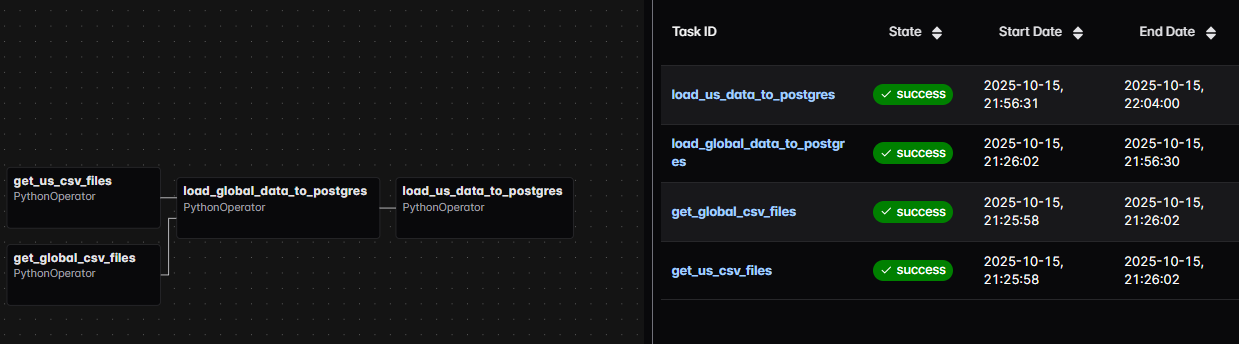 get_us_csv_files
PythonOperator
get_global_csv_files
PythonOperator
load_global_data_to_postgres
PythonOperator
load_us_data_to_postgres
PythonOperator
Task ID State Start Date End Date
load_us_data_to_postgres success 2025-10-15, 2025-10-15,
21:56:31 22:04:00
load_global_data_to_postgr success 2025-10-15, 2025-10-15,
es 21:26:02 21:56:30
get_global_csv_files success 2025-10-15, 2025-10-15,
21:25:58 21:26:02
get_us_csv_files success 2025-10-15, 2025-10-15,
21:25:58 21:26:02